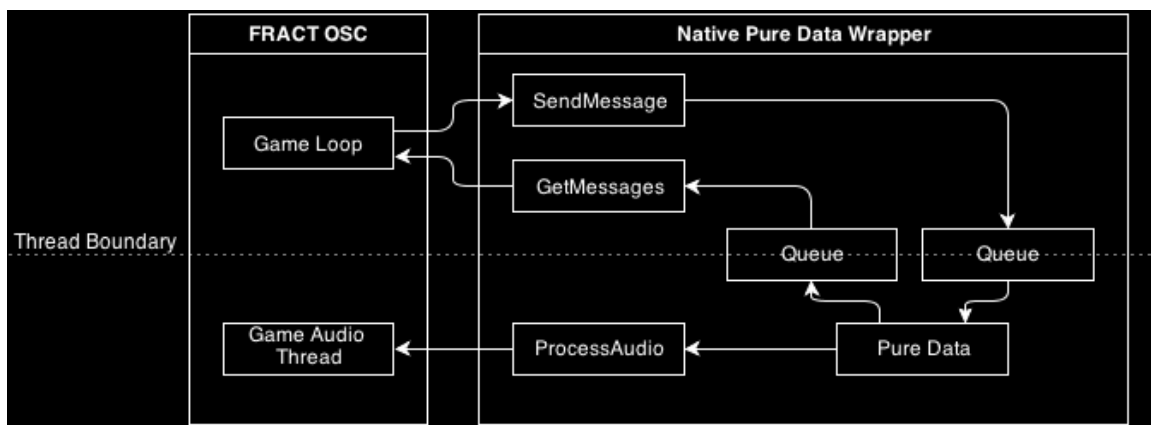 FRACT OSC
Native Pure Data Wrapper
SendMessage
Game Loop
GetMessages
Thread Boundary
Queue
Queue
Game Audio
Thread
ProcessAudio
Pure Data